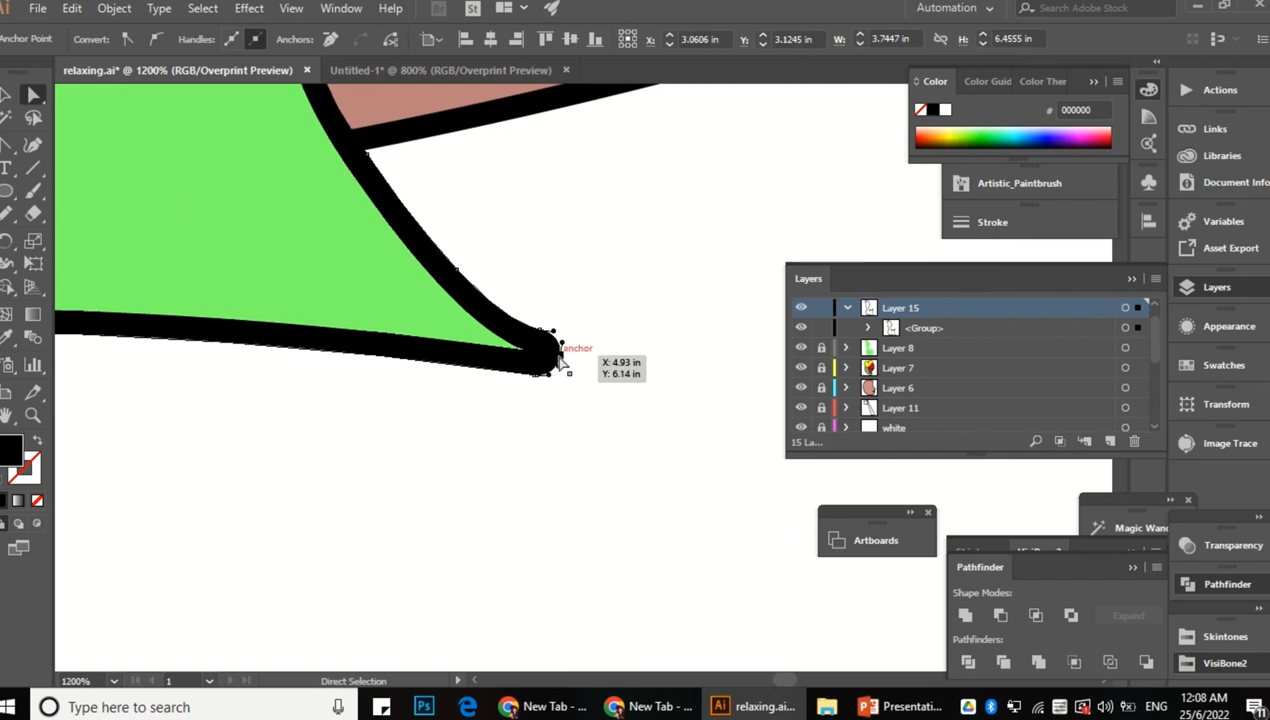 Ai File Edit Object Type Select Effect View Window Help Br St Automation Search Adobe Stock
Anchor Point Convert: Handles: Anchors: X: 3.0606 in Y: 3.1245 in W: 3.7447 in H: 6.4555 in
relaxing.ai* @ 1200% (RGB/Overprint Preview) × Untitled-1* @ 800% (RGB/Overprint Preview) ×
Color Color Guid Color Ther
# 000000
Artistic_Paintbrush
Stroke
Actions
Links
Libraries
Document Info
Variables
Asset Export
Layers
Appearance
Swatches
Transform
Image Trace
Layers
Layer 15
<Group>
Layer 8
Layer 7
Layer 6
Layer 11
white
15 La...
anchor
X: 4.93 in
Y: 6.14 in
Artboards
Magic Wand
Transparency
Pathfinder
Shape Modes:
Expand
Pathfinders:
Pathfinder
Skintones
VisiBone2
1200% 1 Direct Selection
Type here to search Ps New Tab - ... New Tab - ... Ai relaxing.ai... Presentati... ENG 12:08 AM
25/6/2022 11